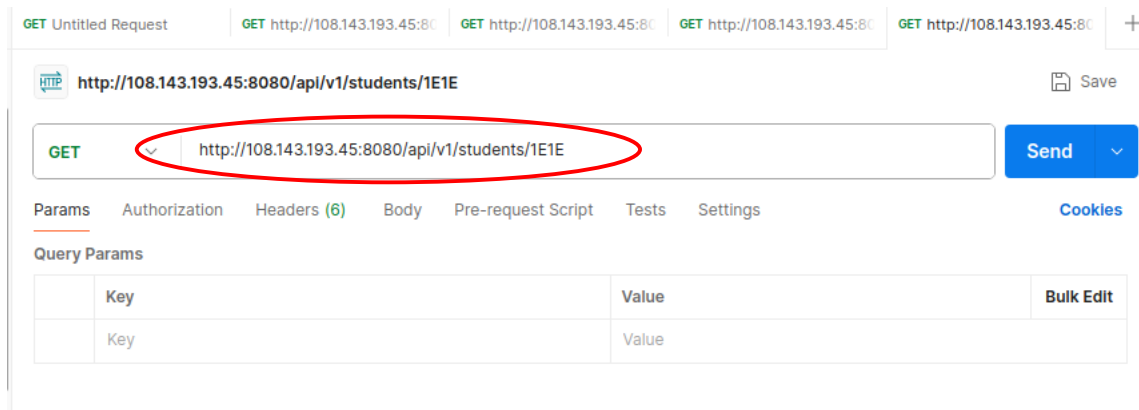 GET Untitled Request GET http://108.143.193.45:80 GET http://108.143.193.45:80 GET http://108.143.193.45:80 GET http://108.143.193.45:80 +
HTTP http://108.143.193.45:8080/api/v1/students/1E1E Save
GET http://108.143.193.45:8080/api/v1/students/1E1E Send
Params Authorization Headers (6) Body Pre-request Script Tests Settings Cookies
Query Params
Key Value Bulk Edit
Key Value